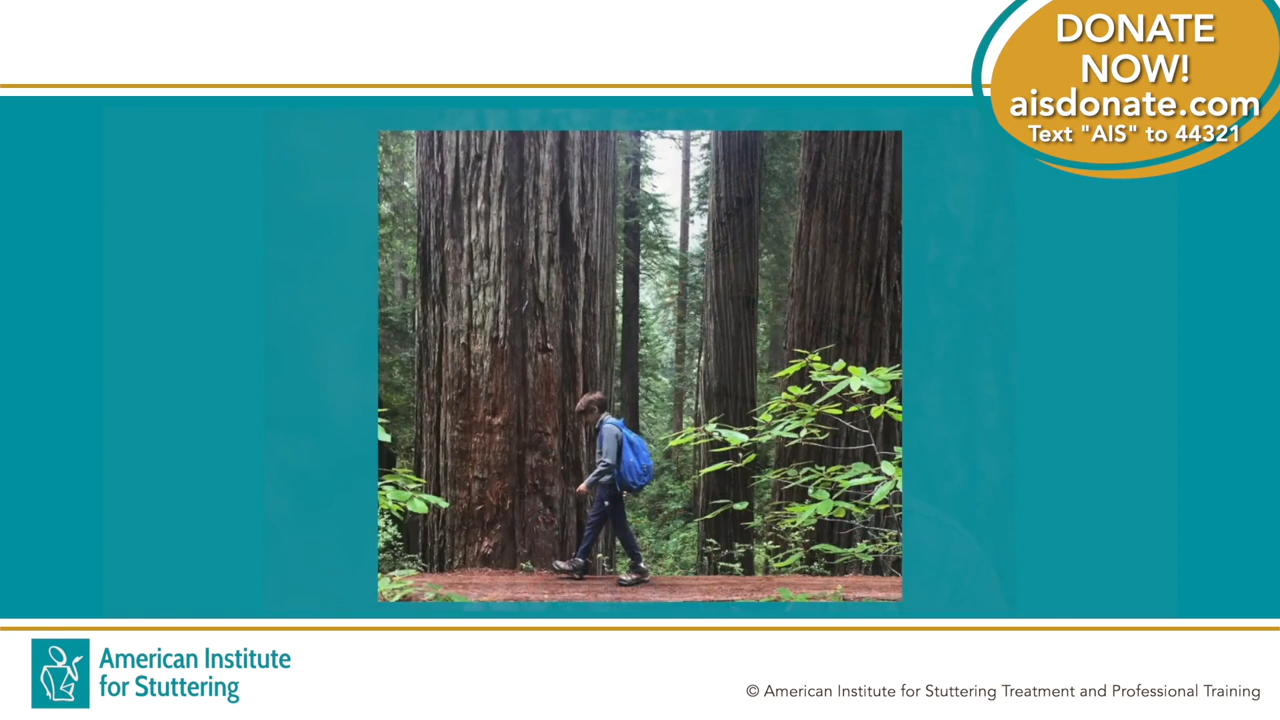 DONATE
NOW!
aisdonate.com
Text "AIS" to 44321
American Institute
for Stuttering
© American Institute for Stuttering Treatment and Professional Training